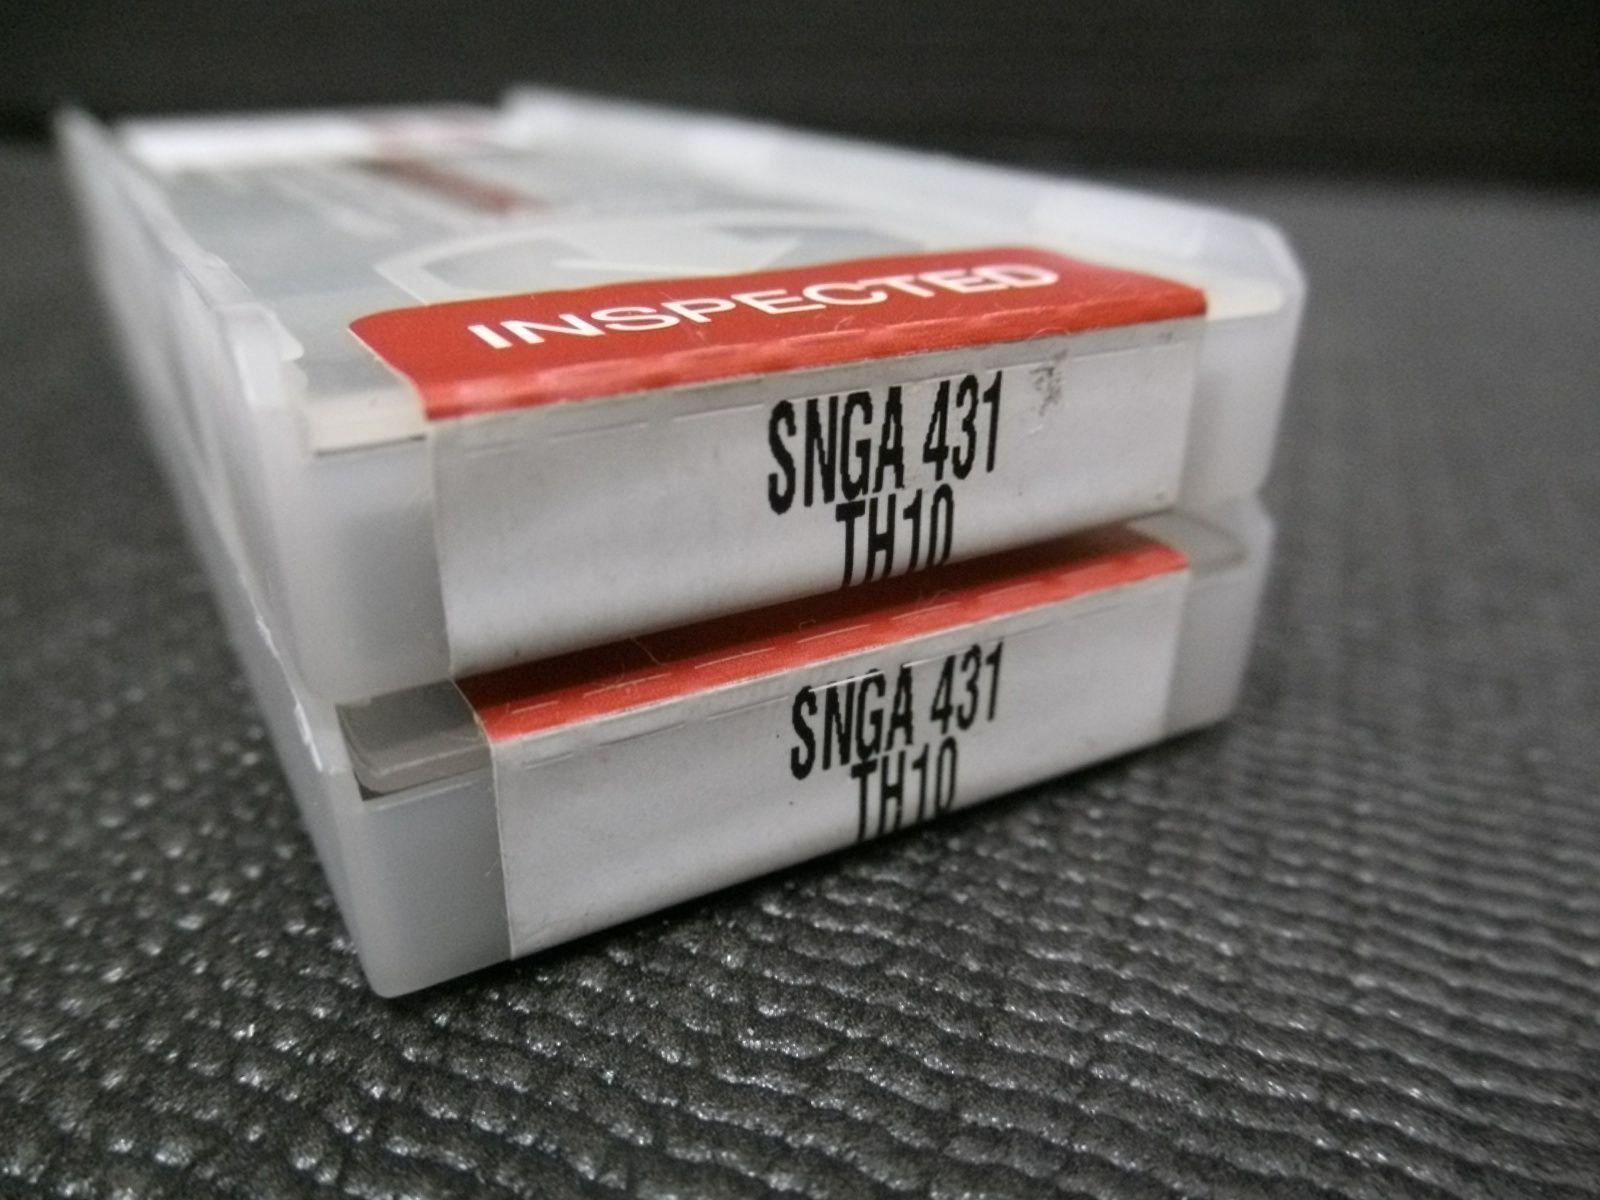 INSPECTED
SNGA 431
TH10
SNGA 431
TH10